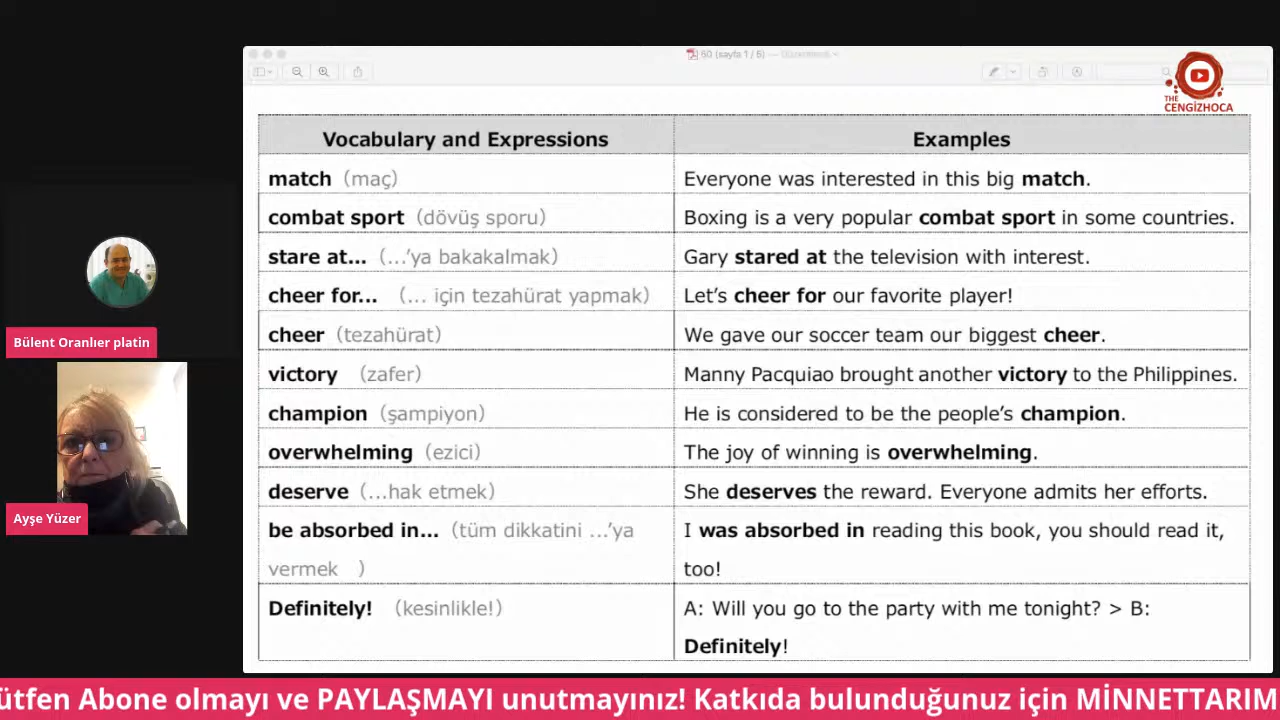 50 (sayfa 1 / 6)
THE
CENGİZHOCA
Vocabulary and Expressions Examples
match (maç) Everyone was interested in this big match.
combat sport (dövüş sporu) Boxing is a very popular combat sport in some countries.
stare at... (...’ya bakakalmak) Gary stared at the television with interest.
cheer for... (... için tezahürat yapmak) Let’s cheer for our favorite player!
cheer (tezahürat) We gave our soccer team our biggest cheer.
victory (zafer) Manny Pacquiao brought another victory to the Philippines.
champion (şampiyon) He is considered to be the people’s champion.
overwhelming (ezici) The joy of winning is overwhelming.
deserve (...hak etmek) She deserves the reward. Everyone admits her efforts.
be absorbed in... (tüm dikkatini ...’ya I was absorbed in reading this book, you should read it,
vermek ) too!
Definitely! (kesinlikle!) A: Will you go to the party with me tonight? > B:
Definitely!
Bülent Oranlıer platin
Ayşe Yüzer
ütfen Abone olmayı ve PAYLAŞMAYI unutmayınız! Katkıda bulunduğunuz için MİNNETTARIM